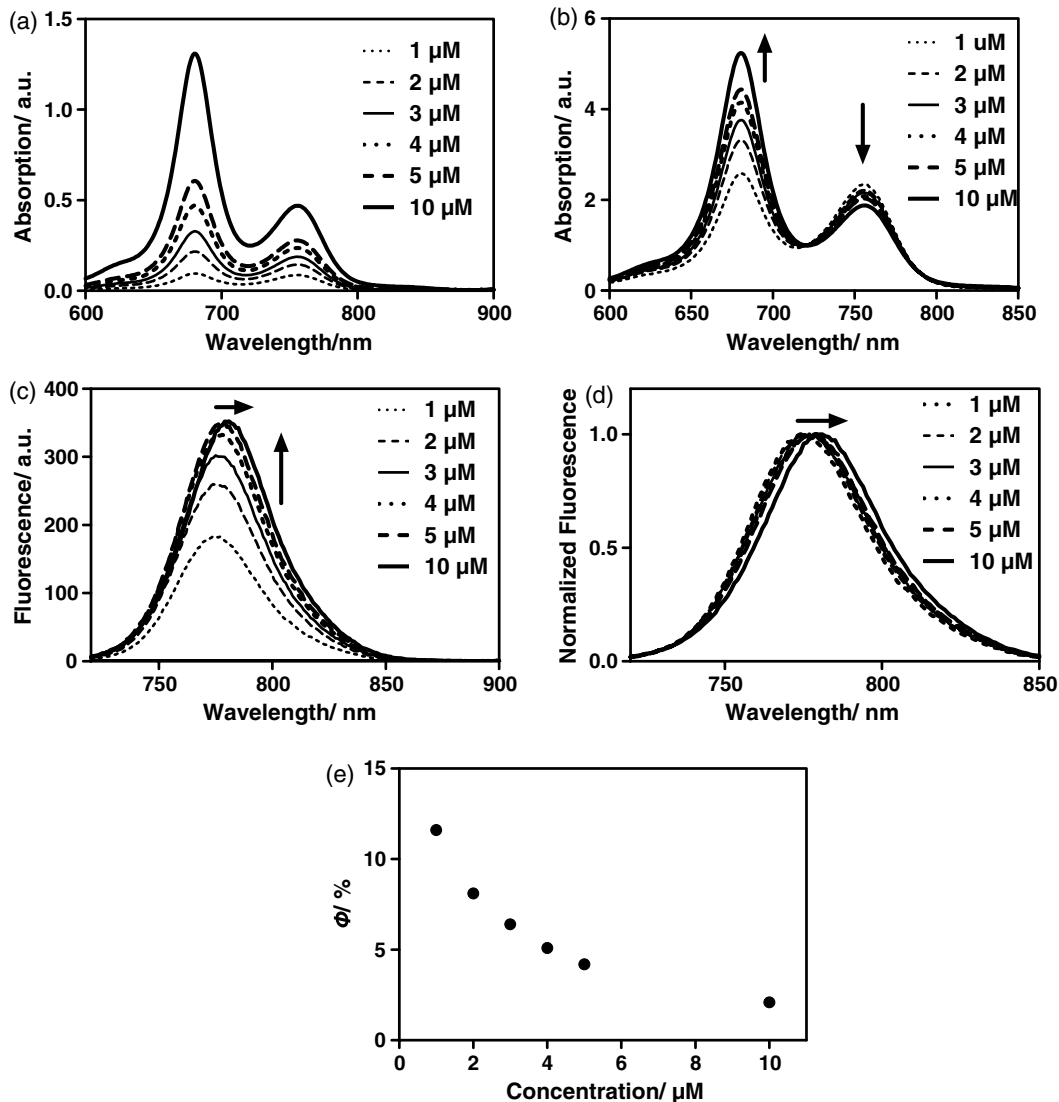 (a)
1.5
1.0
0.5
0.0
Absorption/ a.u.
1 µM
2 µM
3 µM
4 µM
5 µM
10 µM
600
700
800
900
Wavelength/nm
(b)
6
4
2
0
Absorption/ a.u.
1 uM
2 µM
3 µM
4 µM
5 µM
10 µM
600
650
700
750
800
850
Wavelength/ nm
(c)
400
300
200
100
0
Fluorescence/ a.u.
1 µM
2 µM
3 µM
4 µM
5 µM
10 µM
750
800
850
900
Wavelength/ nm
(d)
1.0
0.5
0.0
Normalized Fluorescence
1 µM
2 µM
3 µM
4 µM
5 µM
10 µM
750
800
850
Wavelength/ nm
(e)
15
10
5
0
Φ/ %
0
2
4
6
8
10
Concentration/ µM